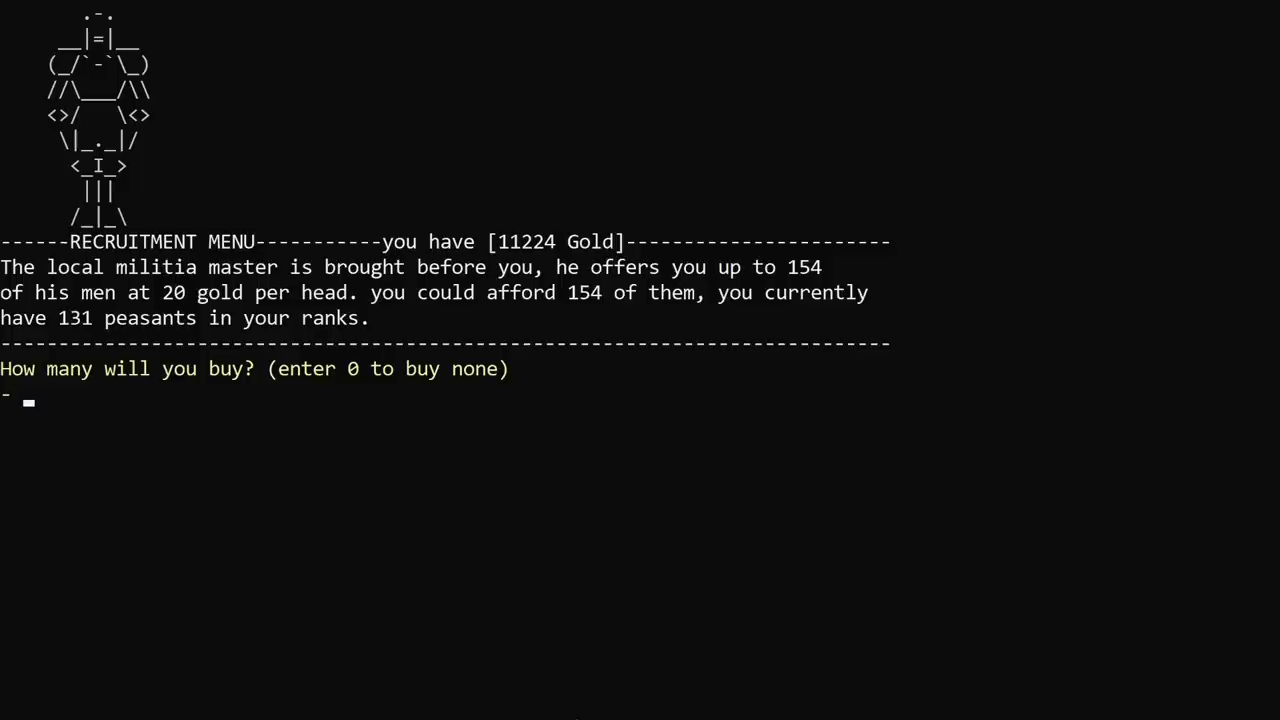 ------RECRUITMENT MENU-----------you have [11224 Gold]-----------------------
The local militia master is brought before you, he offers you up to 154
of his men at 20 gold per head. you could afford 154 of them, you currently
have 131 peasants in your ranks.
-----------------------------------------------------------------------------
How many will you buy? (enter 0 to buy none)
- _